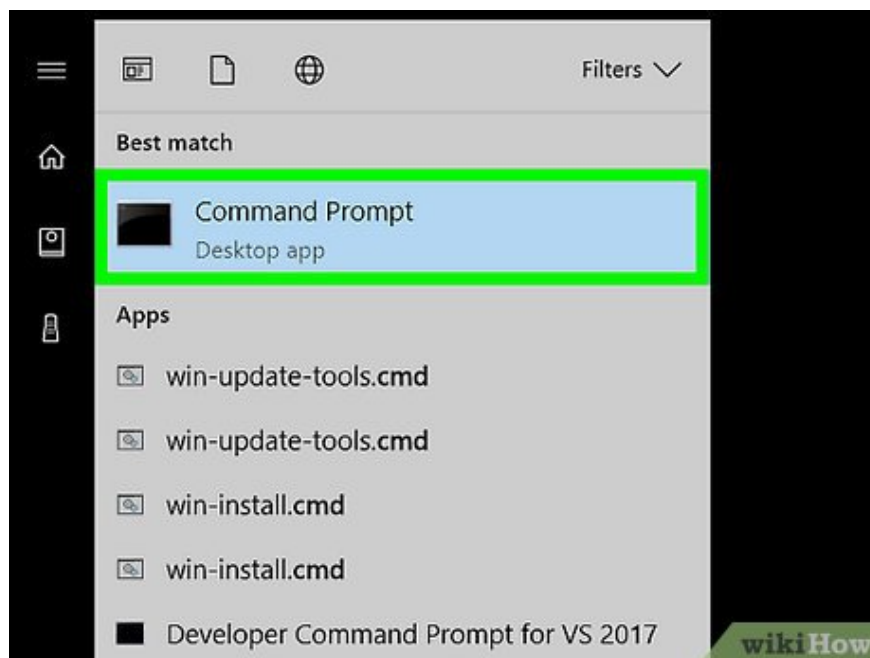 Filters
Best match
Command Prompt
Desktop app
Apps
win-update-tools.cmd
win-update-tools.cmd
win-install.cmd
win-install.cmd
Developer Command Prompt for VS 2017
wikiHow